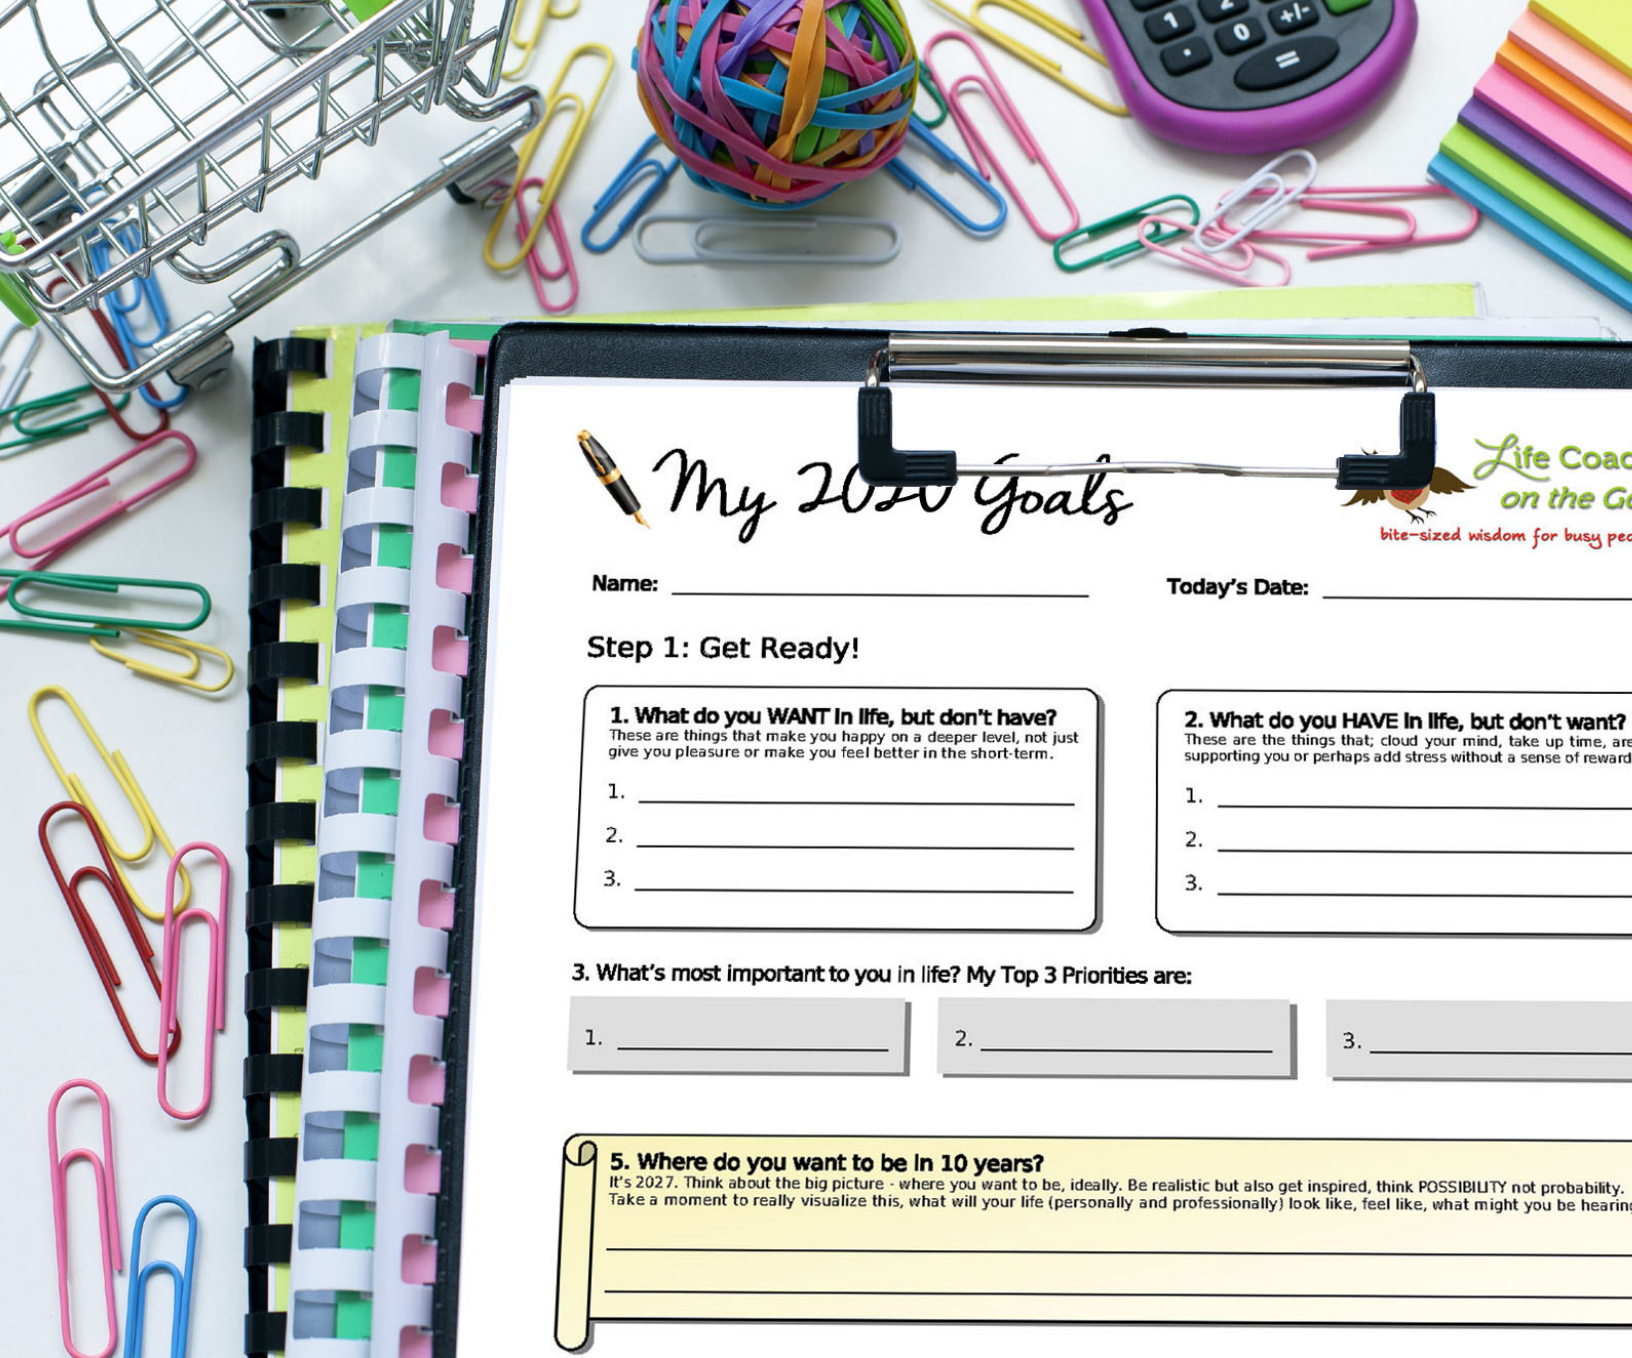 1
0
+/-
.
=
My 2020 Goals
Life Coac
on the Go
bite-sized wisdom for busy peo
Name:
Today's Date:
Step 1: Get Ready!
1. What do you WANT in life, but don't have?
These are things that make you happy on a deeper level, not just
give you pleasure or make you feel better in the short-term.
1.
2.
3.
2. What do you HAVE in life, but don't want?
These are the things that; cloud your mind, take up time, are
supporting you or perhaps add stress without a sense of reward
1.
2.
3.
3. What's most important to you in life? My Top 3 Priorities are:
1.
2.
3.
5. Where do you want to be in 10 years?
It's 2027. Think about the big picture - where you want to be, ideally. Be realistic but also get inspired, think POSSIBILITY not probability.
Take a moment to really visualize this, what will your life (personally and professionally) look like, feel like, what might you be hearing